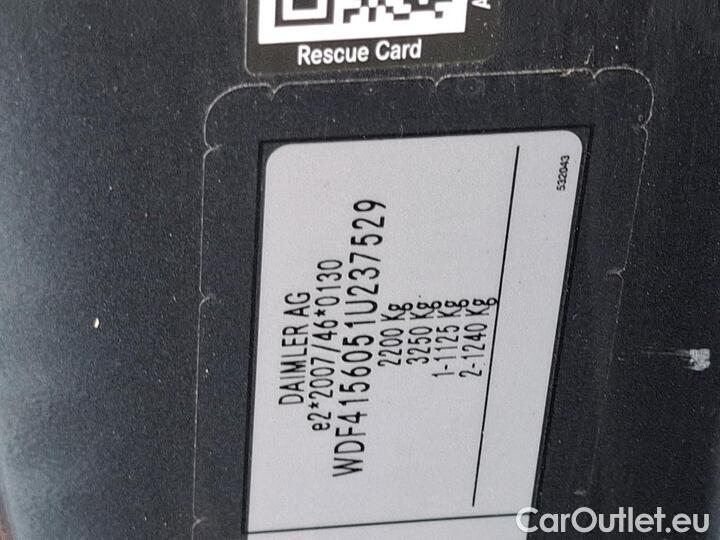 Rescue Card
DAIMLER AG
e2*2007/46*0130
WDF4156051U237529
2200 Kg
3250 Kg
1-1125 Kg
2-1240 Kg
532043
CarOutlet.eu